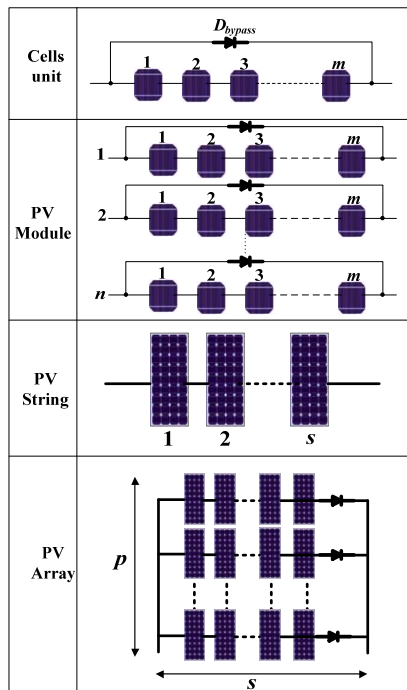 Cells unit
D_bypass
1 2 3 m
PV Module
1
1 2 3 m
2
1 2 3 m
n
1 2 3 m
PV String
1 2 s
PV Array
p
s